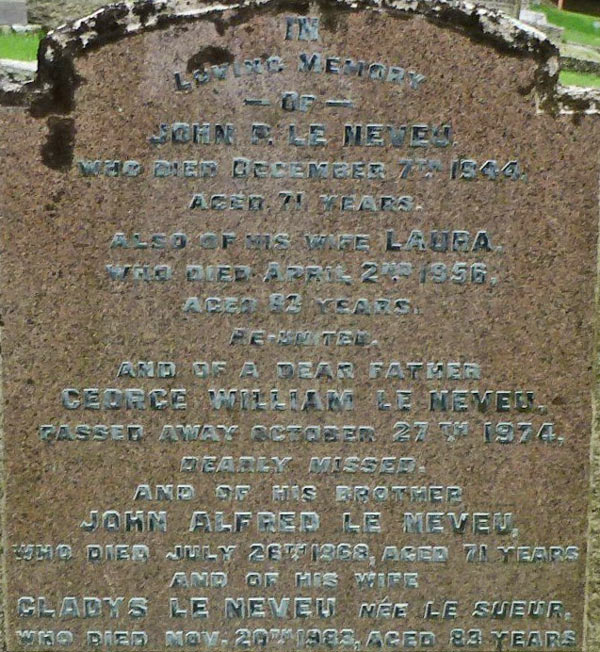 IN
LOVING MEMORY
— OF —
JOHN P. LE NEVEU
WHO DIED DECEMBER 7TH 1944.
AGED 71 YEARS.
ALSO OF HIS WIFE LAURA.
WHO DIED APRIL 2ND 1956,
AGED 83 YEARS.
RE-UNITED.
AND OF A DEAR FATHER
GEORGE WILLIAM LE NEVEU.
PASSED AWAY OCTOBER 27TH 1974.
DEARLY MISSED.
AND OF HIS BROTHER
JOHN ALFRED LE NEVEU,
WHO DIED JULY 26TH 1968, AGED 71 YEARS
AND OF HIS WIFE
GLADYS LE NEVEU NÉE LE SUEUR,
WHO DIED NOV. 20TH 1983, AGED 83 YEARS